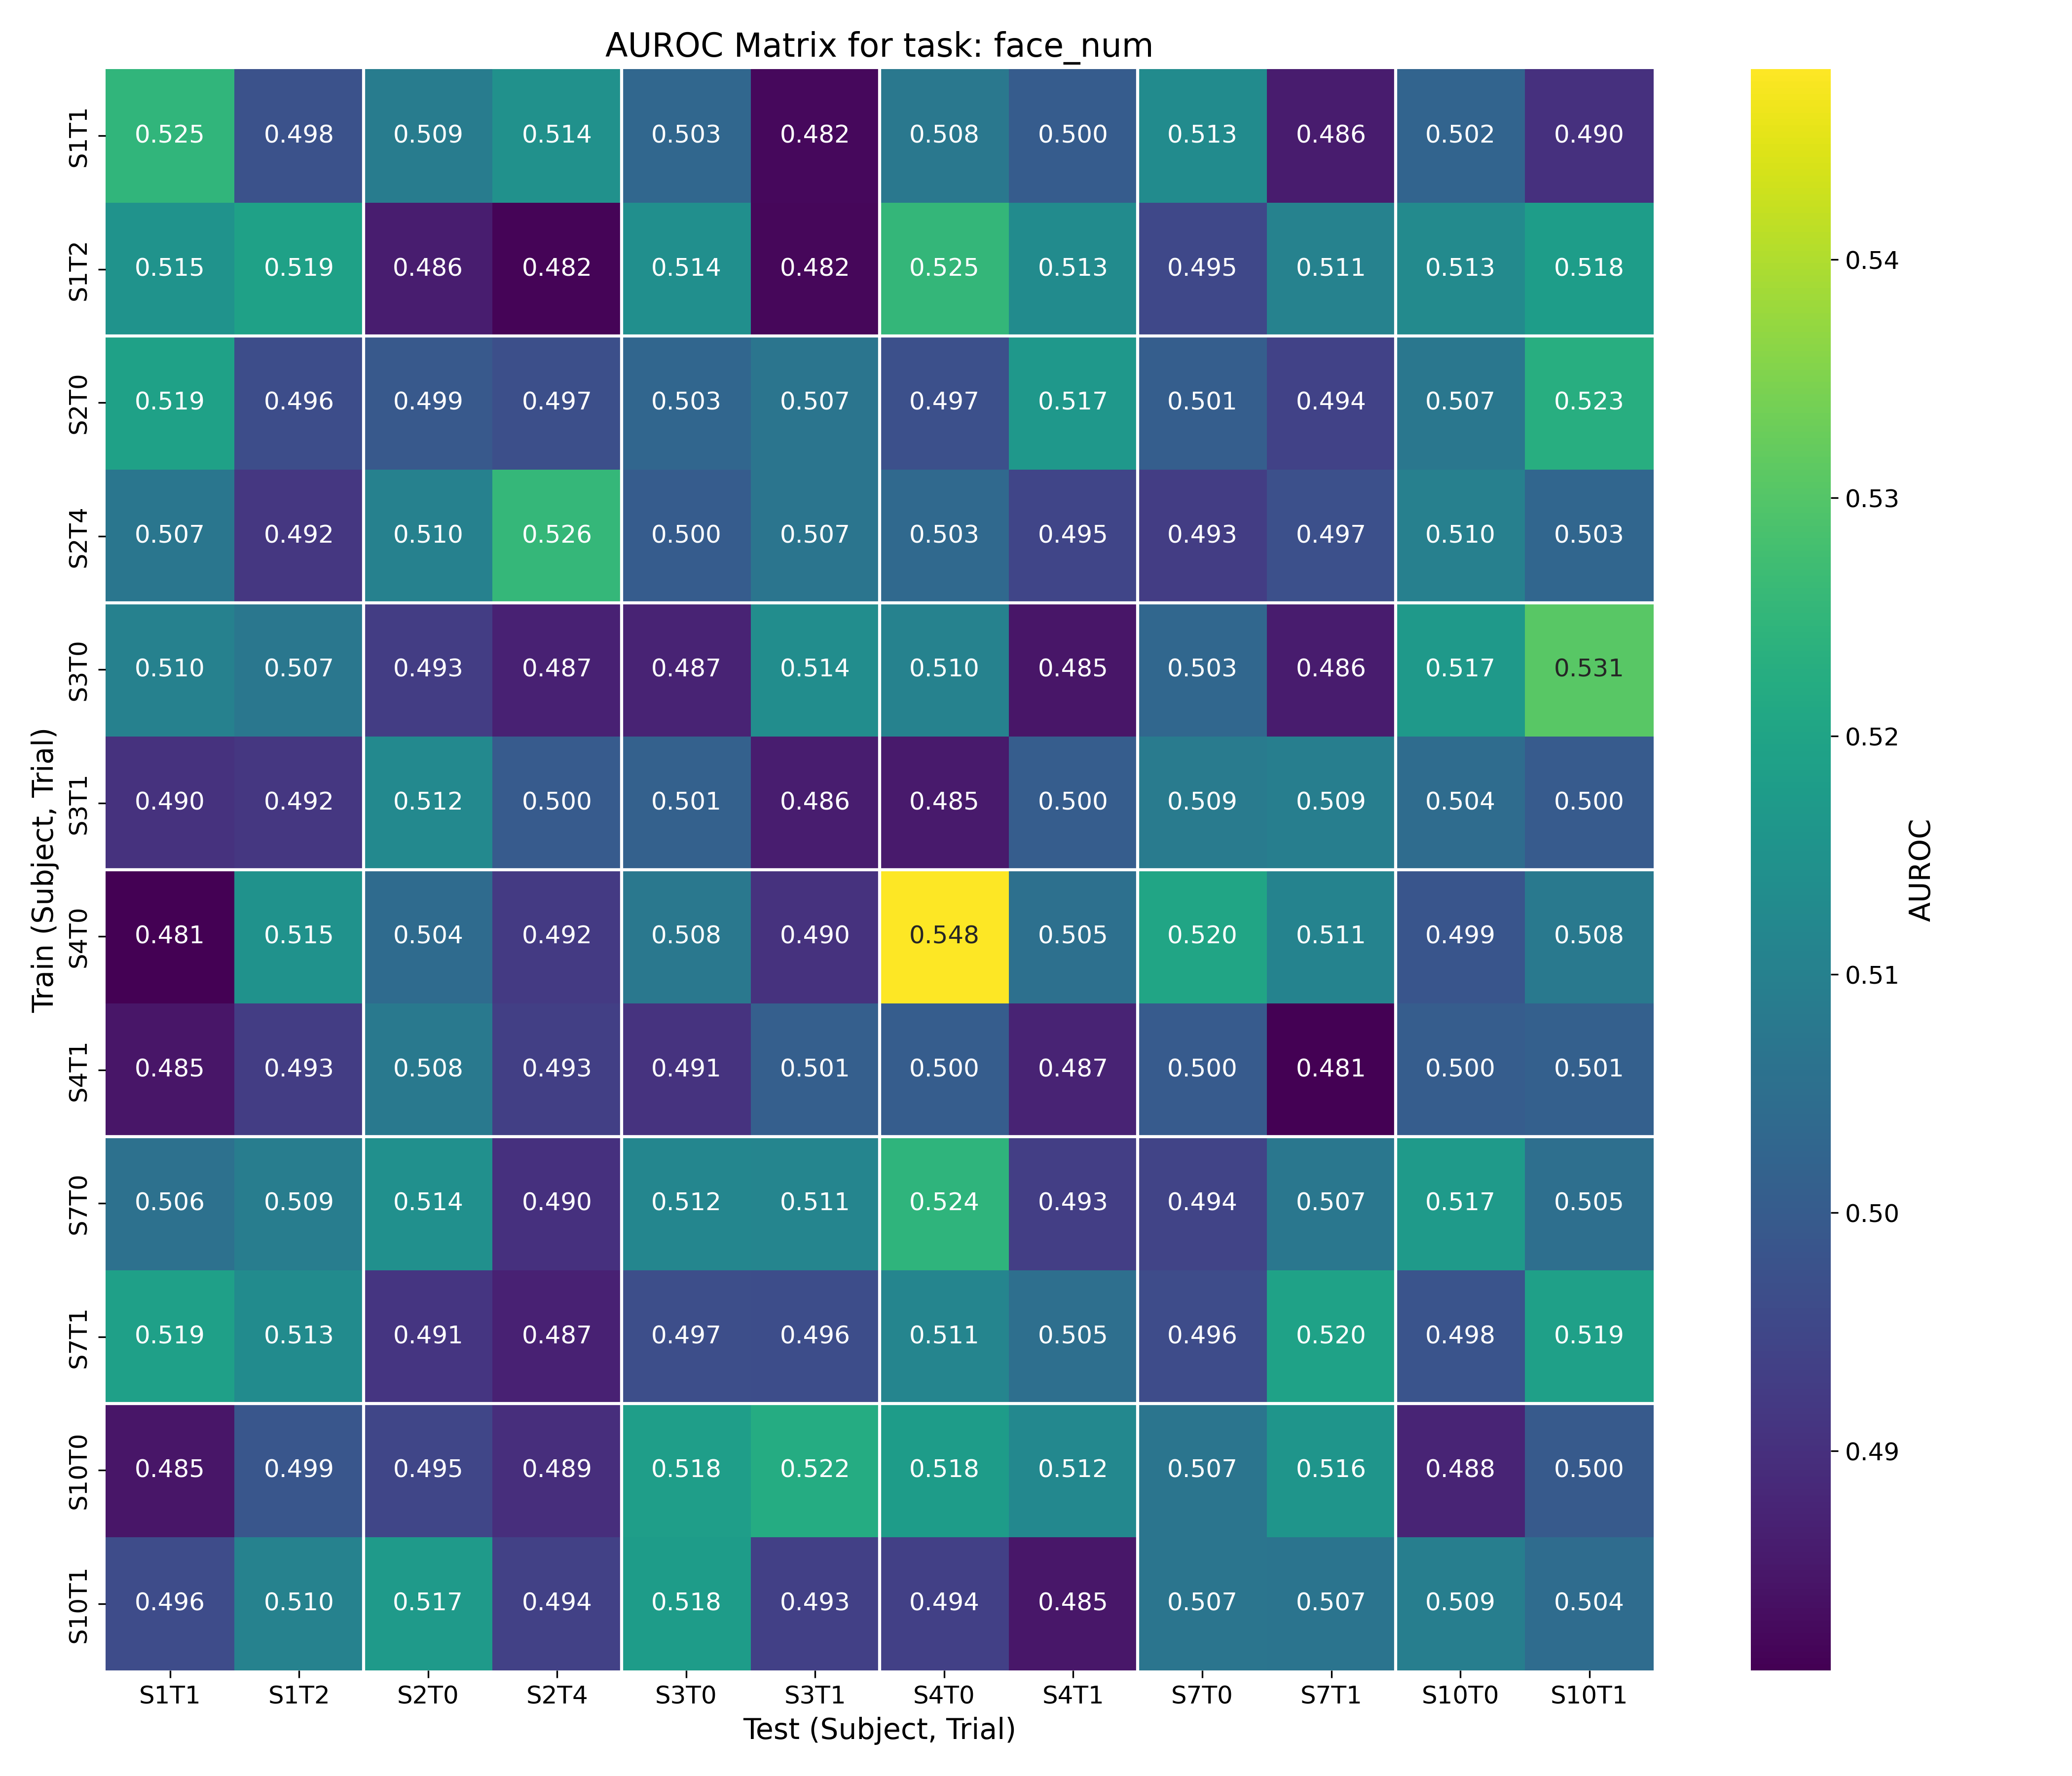 AUROC Matrix for task: face_num
S1T1 0.525 0.498 0.509 0.514 0.503 0.482 0.508 0.500 0.513 0.486 0.502 0.490
S1T2 0.515 0.519 0.486 0.482 0.514 0.482 0.525 0.513 0.495 0.511 0.513 0.518
S2T0 0.519 0.496 0.499 0.497 0.503 0.507 0.497 0.517 0.501 0.494 0.507 0.523
S2T4 0.507 0.492 0.510 0.526 0.500 0.507 0.503 0.495 0.493 0.497 0.510 0.503
S3T0 0.510 0.507 0.493 0.487 0.487 0.514 0.510 0.485 0.503 0.486 0.517 0.531
S3T1 0.490 0.492 0.512 0.500 0.501 0.486 0.485 0.500 0.509 0.509 0.504 0.500
S4T0 0.481 0.515 0.504 0.492 0.508 0.490 0.548 0.505 0.520 0.511 0.499 0.508
S4T1 0.485 0.493 0.508 0.493 0.491 0.501 0.500 0.487 0.500 0.481 0.500 0.501
S7T0 0.506 0.509 0.514 0.490 0.512 0.511 0.524 0.493 0.494 0.507 0.517 0.505
S7T1 0.519 0.513 0.491 0.487 0.497 0.496 0.511 0.505 0.496 0.520 0.498 0.519
S10T0 0.485 0.499 0.495 0.489 0.518 0.522 0.518 0.512 0.507 0.516 0.488 0.500
S10T1 0.496 0.510 0.517 0.494 0.518 0.493 0.494 0.485 0.507 0.507 0.509 0.504
S1T1 S1T2 S2T0 S2T4 S3T0 S3T1 S4T0 S4T1 S7T0 S7T1 S10T0 S10T1
Test (Subject, Trial)
Train (Subject, Trial)
0.54
0.53
0.52
0.51
0.50
0.49
AUROC